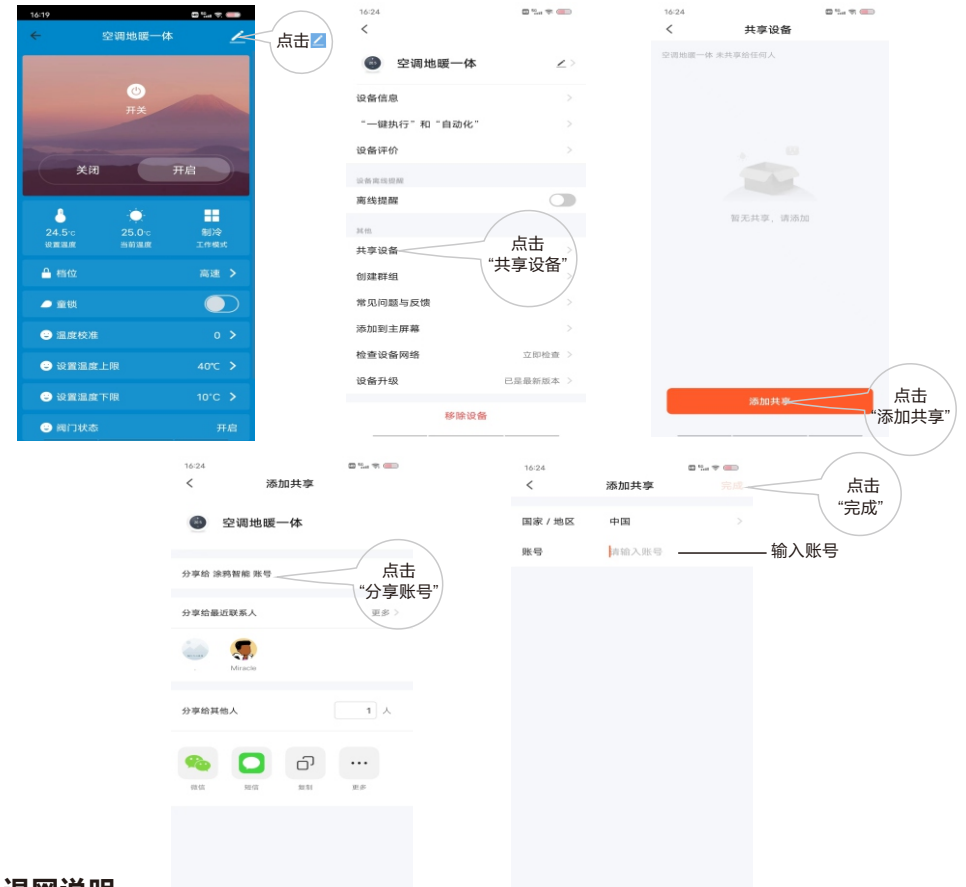 16:19
空调地暖一体
点击
开关
关闭
开启
24.5℃
25.0℃
制冷
设置温度
当前温度
工作模式
档位
高速
童锁
温度校准
0
设置温度上限
40℃
设置温度下限
10℃
阀门状态
开启
16:24
空调地暖一体
设备信息
“一键执行”和“自动化”
设备评价
设备离线提醒
离线提醒
其他
共享设备
点击
“共享设备”
创建群组
常见问题与反馈
添加到主屏幕
检查设备网络
立即检查
设备升级
已是最新版本
移除设备
16:24
共享设备
空调地暖一体 未共享给任何人
暂无共享，请添加
添加共享
点击
“添加共享”
16:24
添加共享
空调地暖一体
分享给 涂鸦智能 账号
点击
“分享账号”
分享给最近联系人
更多
Miracle
分享给其他人
1 人
微信
短信
复制
更多
16:24
添加共享
完成
点击
“完成”
国家 / 地区
中国
账号
请输入账号
输入账号